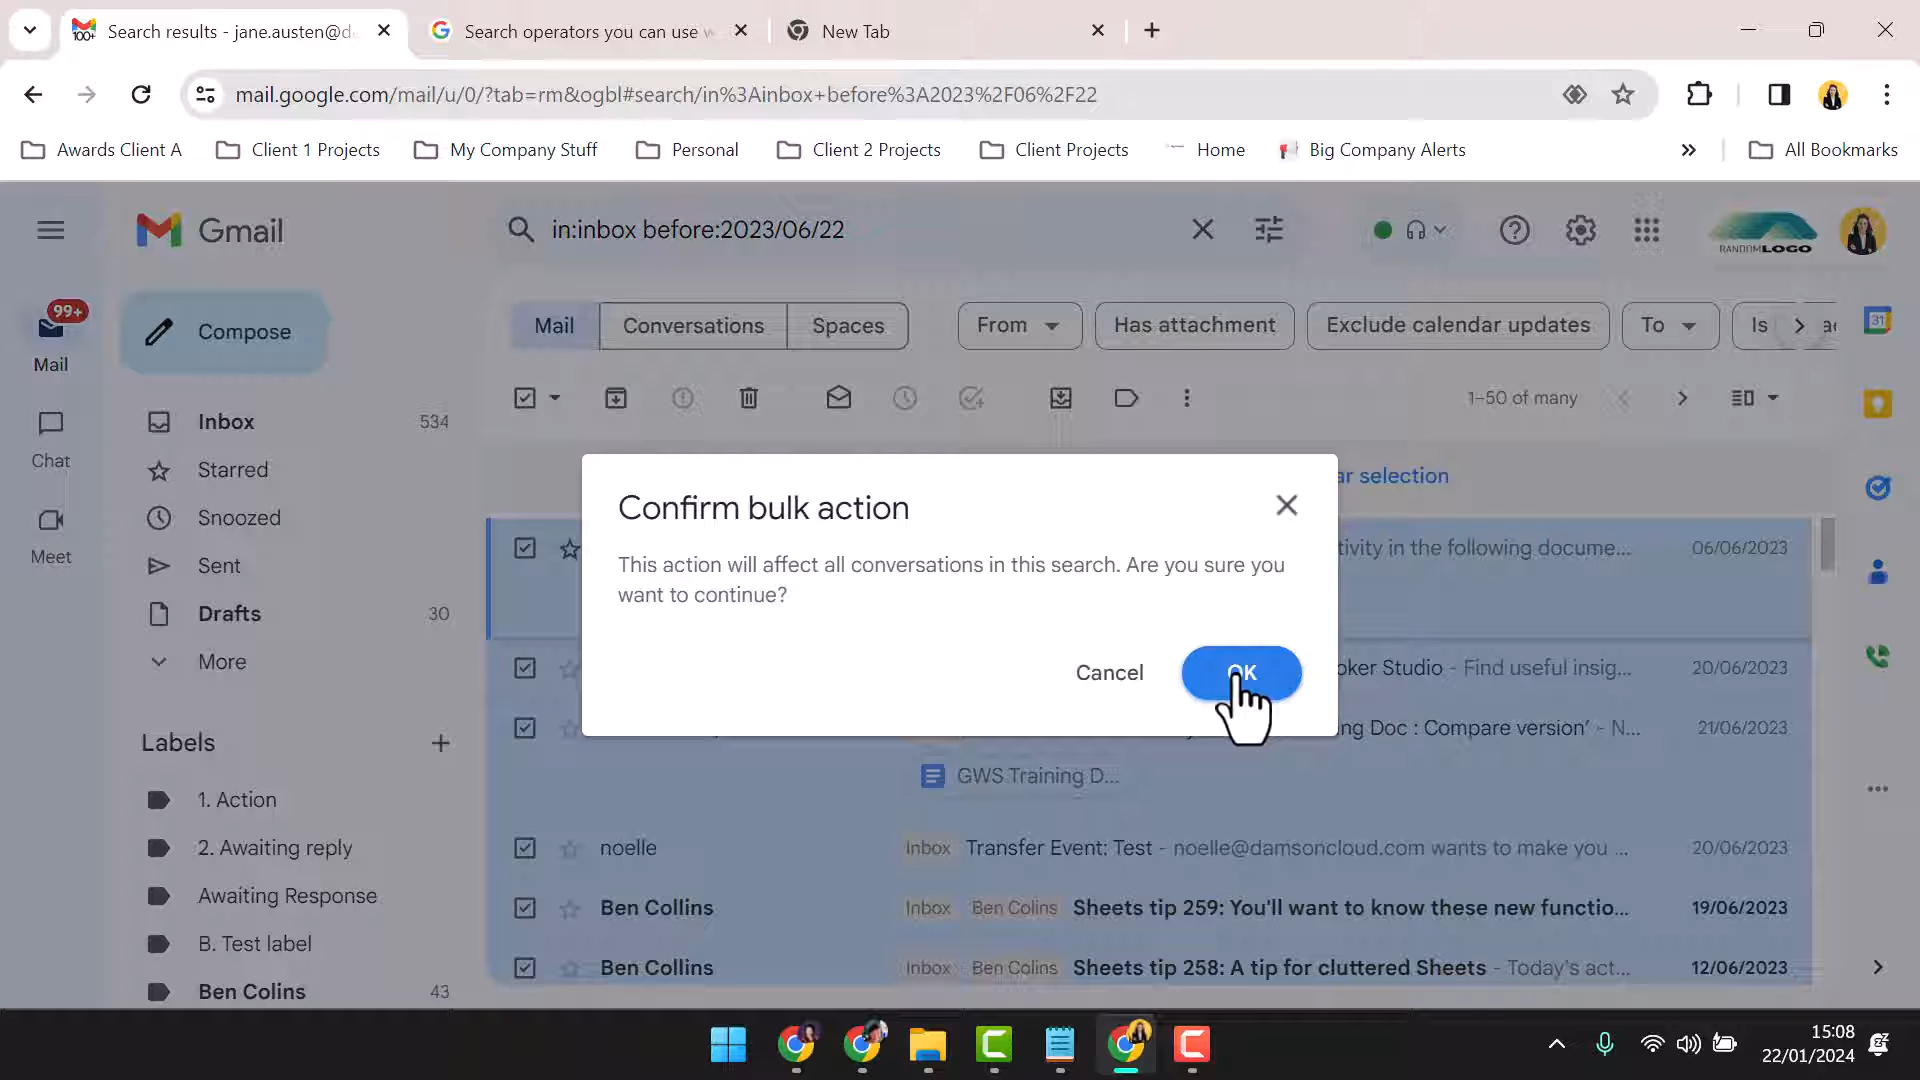 Search results - jane.austen@d
Search operators you can use w
New Tab
100+
mail.google.com/mail/u/0/?tab=rm&ogbl#search/in%3Ainbox+before%3A2023%2F06%2F22
Awards Client A
Client 1 Projects
My Company Stuff
Personal
Client 2 Projects
Client Projects
Home
Big Company Alerts
All Bookmarks
Gmail
in:inbox before:2023/06/22
RANDOMLOGO
99+
Mail
Chat
Meet
Compose
Inbox 534
Starred
Snoozed
Sent
Drafts 30
More
Labels
1. Action
2. Awaiting reply
Awaiting Response
B. Test label
Ben Colins 43
Mail
Conversations
Spaces
From
Has attachment
Exclude calendar updates
To
Is
1–50 of many
31
ar selection
Confirm bulk action
This action will affect all conversations in this search. Are you sure you
want to continue?
Cancel
OK
tivity in the following docume... 06/06/2023
oker Studio - Find useful insig... 20/06/2023
ng Doc : Compare version’ - N... 21/06/2023
GWS Training D...
noelle Inbox Transfer Event: Test - noelle@damsoncloud.com wants to make you ... 20/06/2023
Ben Collins Inbox Ben Colins Sheets tip 259: You'll want to know these new functio... 19/06/2023
Ben Collins Inbox Ben Colins Sheets tip 258: A tip for cluttered Sheets - Today's act... 12/06/2023
15:08
22/01/2024